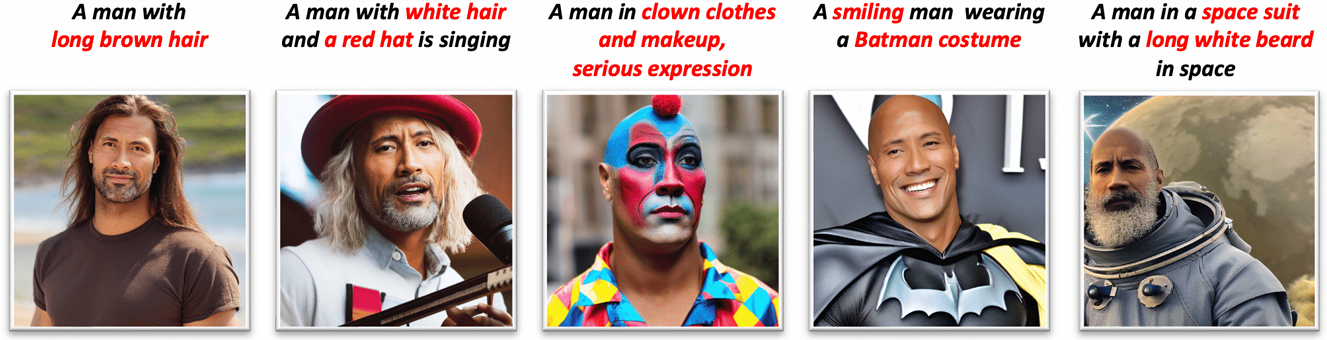 A man with
long brown hair
A man with white hair
and a red hat is singing
A man in clown clothes
and makeup,
serious expression
A smiling man wearing
a Batman costume
A man in a space suit
with a long white beard
in space